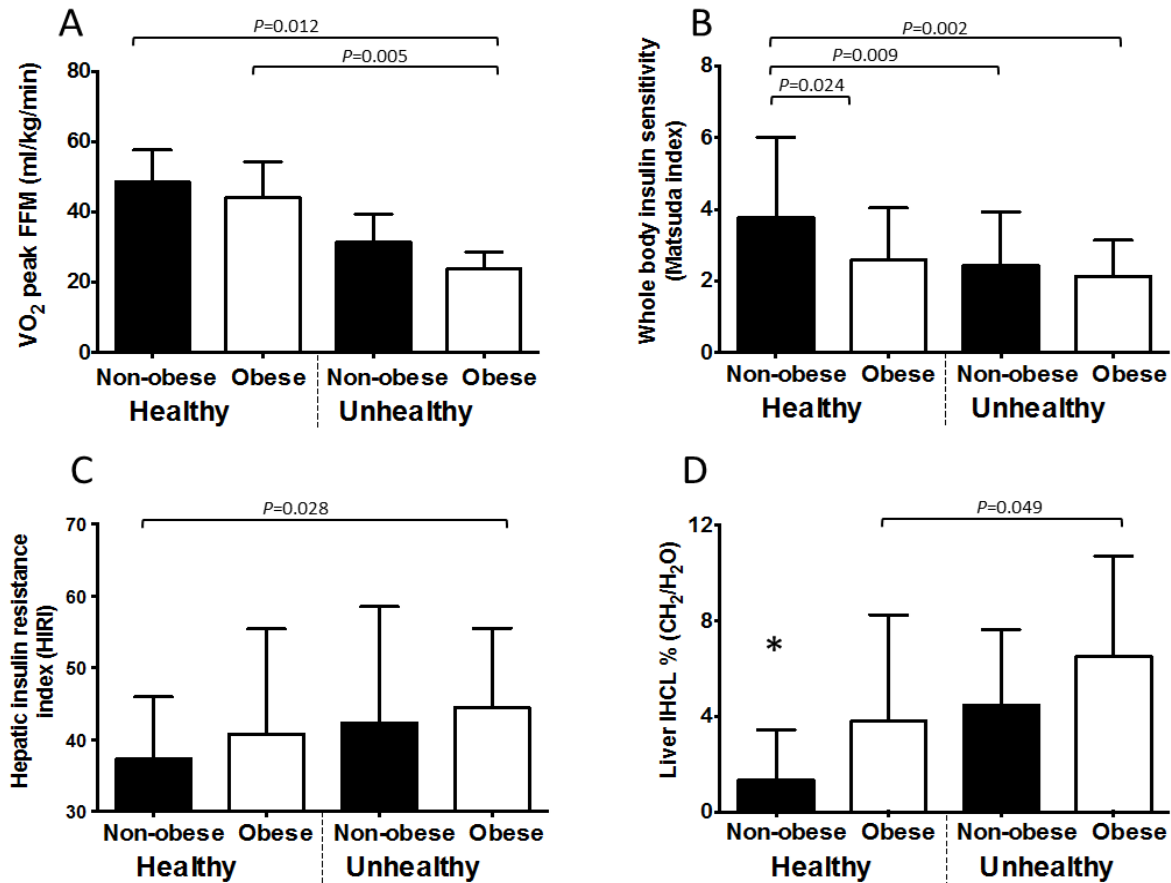 A
P=0.012
P=0.005
VO2 peak FFM (ml/kg/min)
80
60
40
20
0
Non-obese Obese Non-obese Obese
Healthy Unhealthy
B
P=0.002
P=0.009
P=0.024
Whole body insulin sensitivity
(Matsuda index)
8
6
4
2
0
Non-obese Obese Non-obese Obese
Healthy Unhealthy
C
P=0.028
Hepatic insulin resistance
index (HIRI)
70
60
50
40
30
Non-obese Obese Non-obese Obese
Healthy Unhealthy
D
P=0.049
Liver IHCL % (CH2/H2O)
12
8
4
0
*
Non-obese Obese Non-obese Obese
Healthy Unhealthy